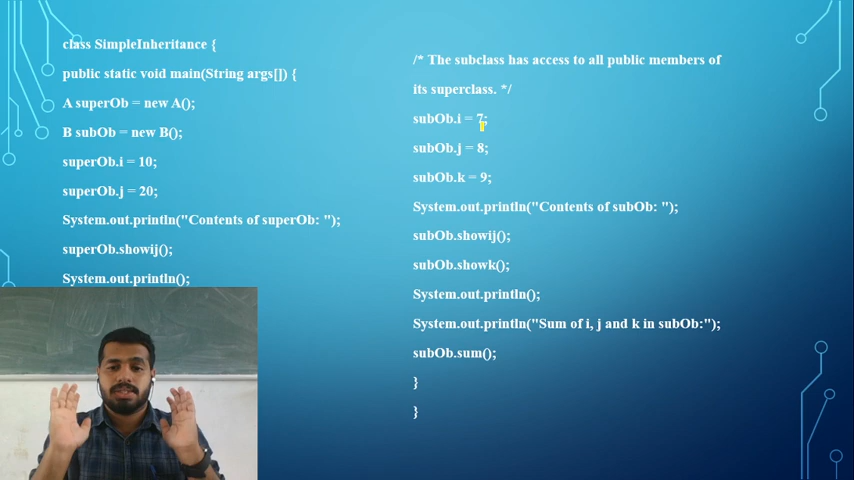 class SimpleInheritance {
public static void main(String args[]) {
A superOb = new A();
B subOb = new B();
superOb.i = 10;
superOb.j = 20;
System.out.println("Contents of superOb: ");
superOb.showij();
System.out.println();
/* The subclass has access to all public members of
its superclass. */
subOb.i = 7;
subOb.j = 8;
subOb.k = 9;
System.out.println("Contents of subOb: ");
subOb.showij();
subOb.showk();
System.out.println();
System.out.println("Sum of i, j and k in subOb:");
subOb.sum();
}
}